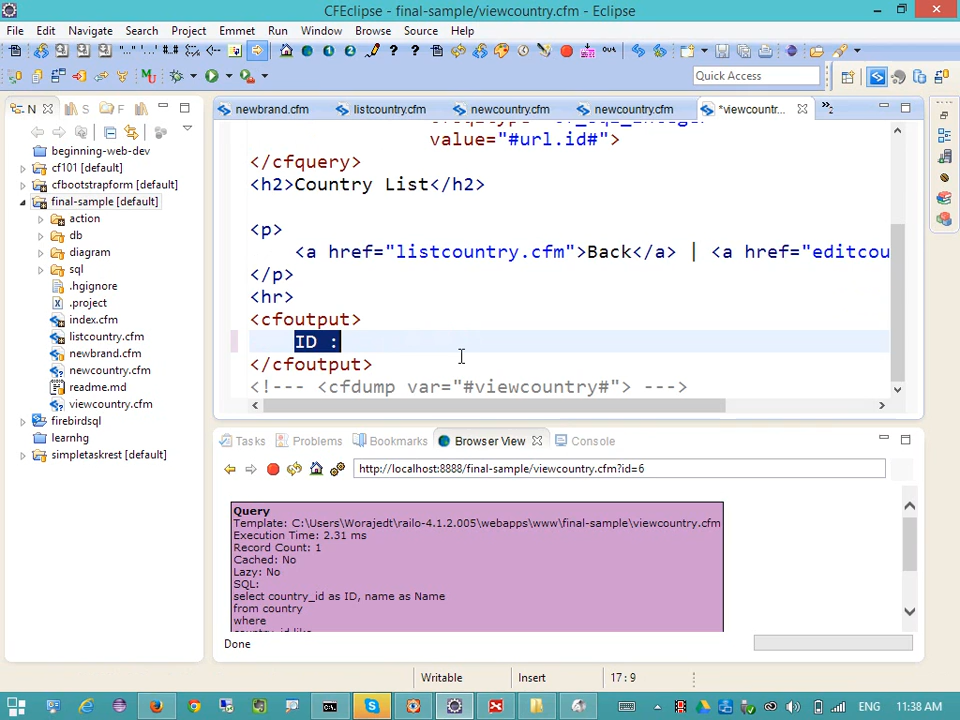 CFEclipse - final-sample/viewcountry.cfm - Eclipse
File Edit Navigate Search Project Emmet Run Window Browse Source Help
Quick Access
N S F
newbrand.cfm listcountry.cfm newcountry.cfm newcountry.cfm *viewcountr...
beginning-web-dev
cf101 [default]
cfbootstrapform [default]
final-sample [default]
action
db
diagram
sql
.hgignore
.project
index.cfm
listcountry.cfm
newbrand.cfm
newcountry.cfm
readme.md
viewcountry.cfm
firebirdsql
learnhg
simpletaskrest [default]
value="#url.id#">
</cfquery>
<h2>Country List</h2>
<p>
<a href="listcountry.cfm">Back</a> | <a href="editcou
</p>
<hr>
<cfoutput>
ID :
</cfoutput>
<!--- <cfdump var="#viewcountry#"> --->
Tasks Problems Bookmarks Browser View Console
http://localhost:8888/final-sample/viewcountry.cfm?id=6
Query
Template: C:\Users\Worajedt\railo-4.1.2.005\webapps\www\final-sample\viewcountry.cfm
Execution Time: 2.31 ms
Record Count: 1
Cached: No
Lazy: No
SQL:
select country_id as ID, name as Name
from country
where
Done
Writable Insert 17 : 9
ENG 11:38 AM